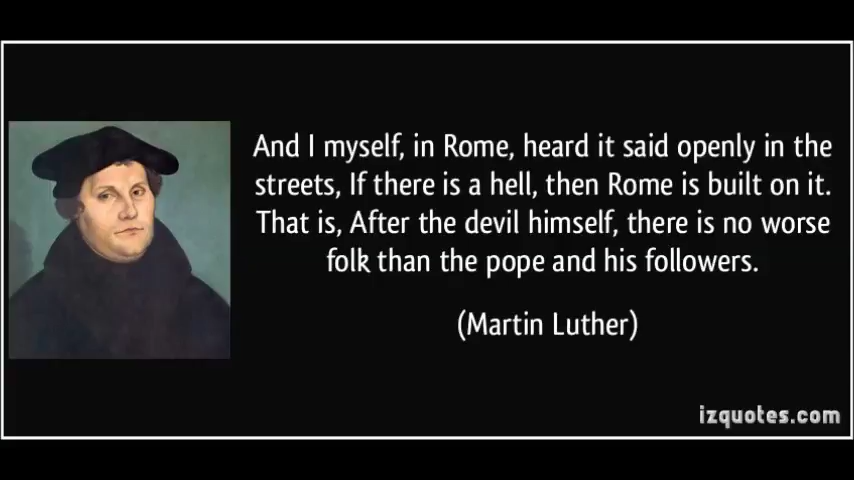 And I myself, in Rome, heard it said openly in the
streets, If there is a hell, then Rome is built on it.
That is, After the devil himself, there is no worse
folk than the pope and his followers.
(Martin Luther)
izquotes.com